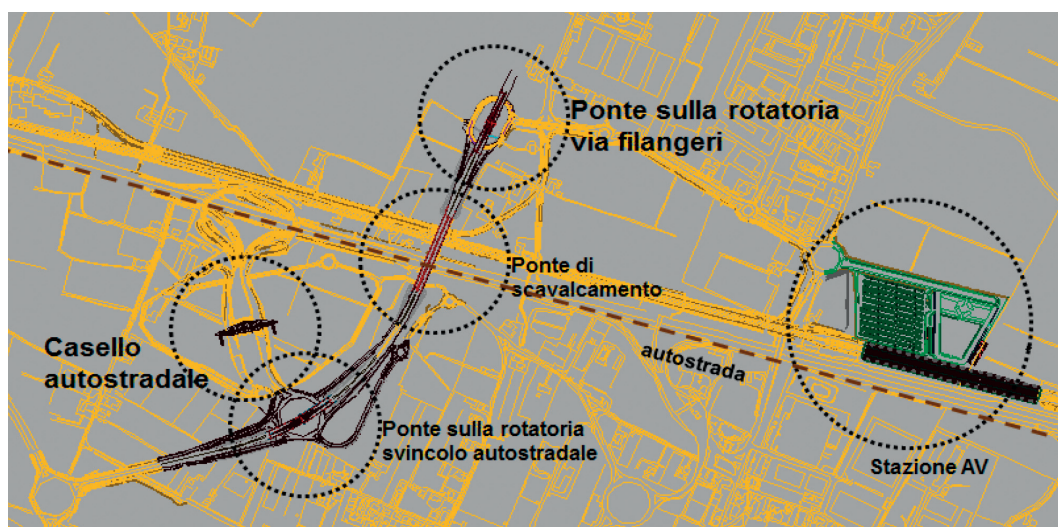 Ponte sulla rotatoria
via filangeri
Ponte di
scavalcamento
Casello
autostradale
autostrada
Ponte sulla rotatoria
svincolo autostradale
Stazione AV